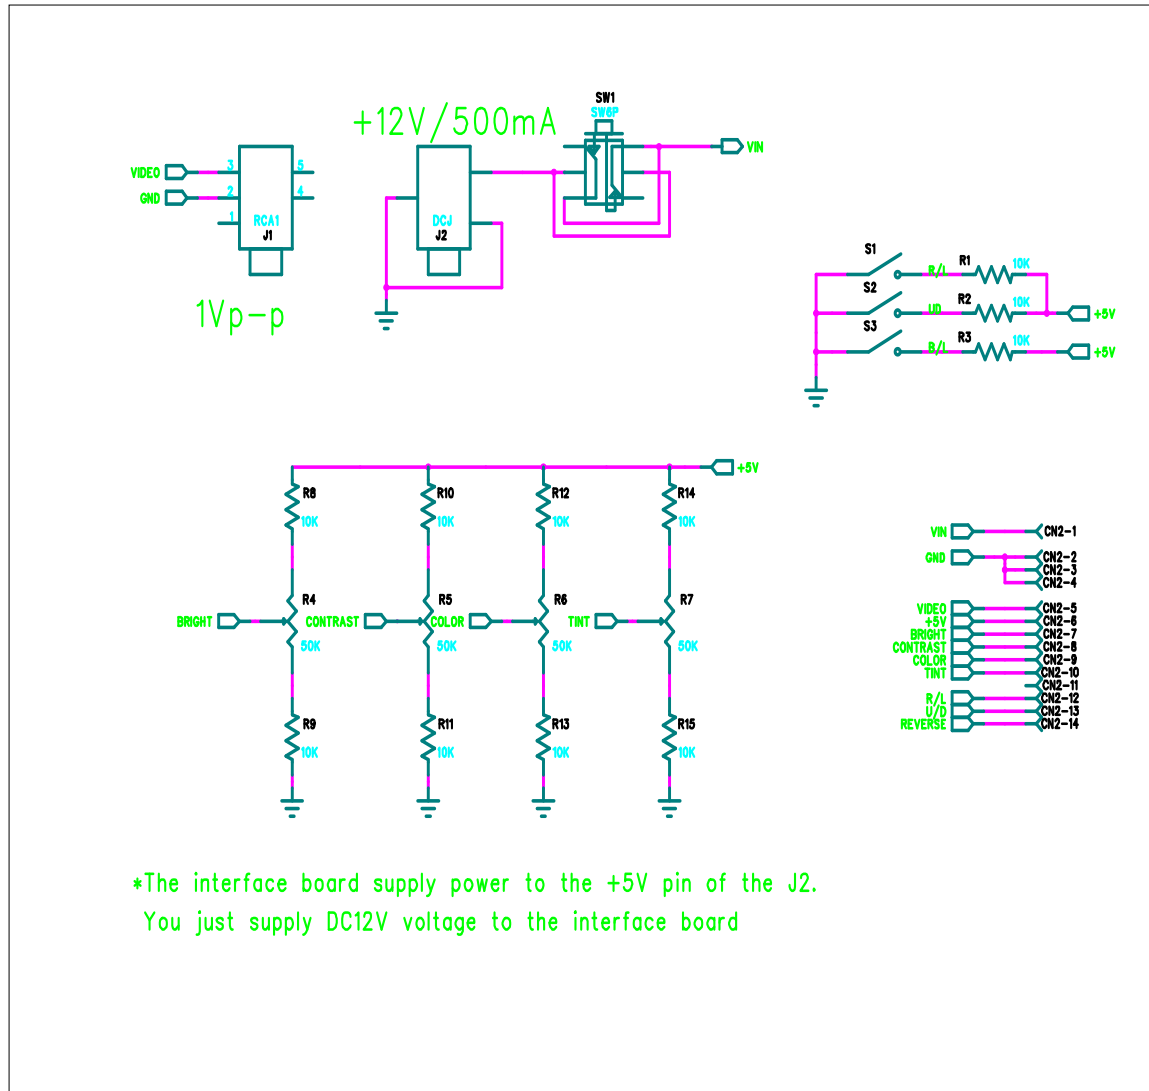 SW1
SW6P
+12V/500mA
VIN
VIDEO
3
5
GND
2
4
1
RCA1
J1
DCJ
J2
1Vp-p
S1
R/L
R1
10K
S2
UD
R2
10K
+5V
S3
B/L
R3
10K
+5V
+5V
R8
10K
R10
10K
R12
10K
R14
10K
BRIGHT
R4
50K
CONTRAST
R5
50K
COLOR
R6
50K
TINT
R7
50K
R9
10K
R11
10K
R13
10K
R15
10K
VIN
CN2-1
GND
CN2-2
CN2-3
CN2-4
VIDEO
CN2-5
+5V
CN2-6
BRIGHT
CN2-7
CONTRAST
CN2-8
COLOR
CN2-9
TINT
CN2-10
CN2-11
R/L
CN2-12
U/D
CN2-13
REVERSE
CN2-14
*The interface board supply power to the +5V pin of the J2.
You just supply DC12V voltage to the interface board